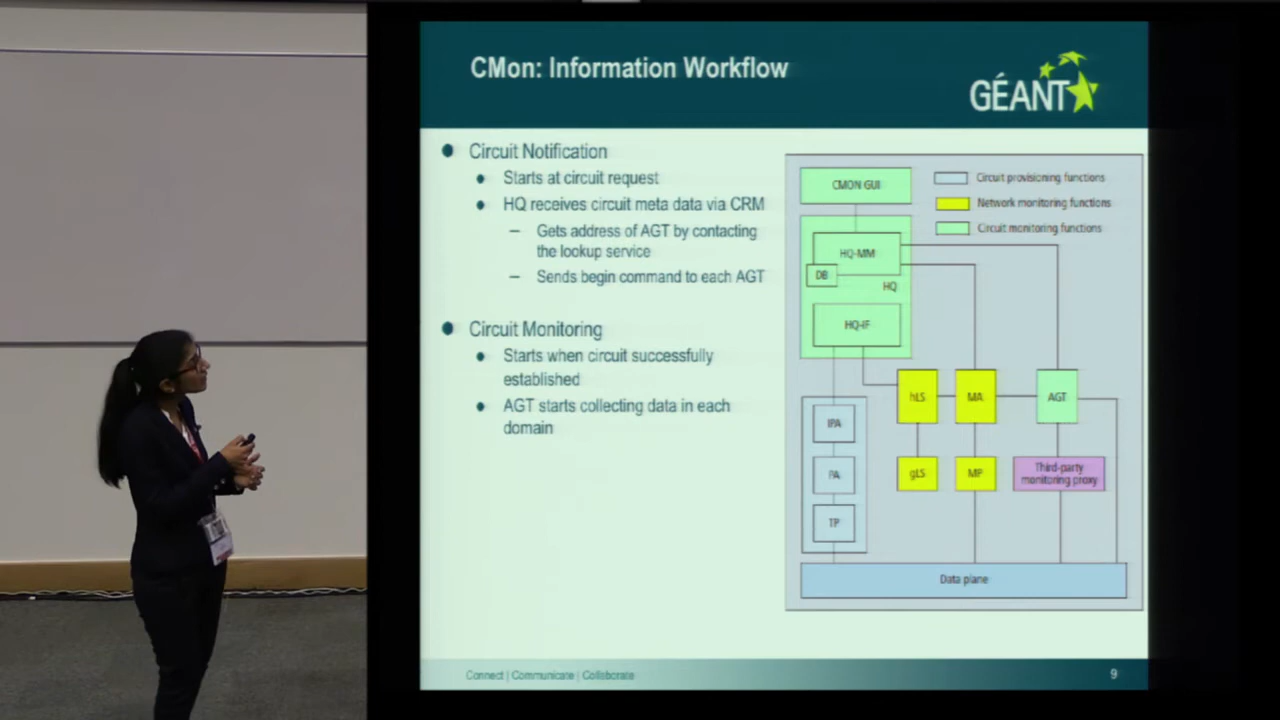 CMon: Information Workflow
GÉANT
Circuit Notification
Starts at circuit request
HQ receives circuit meta data via CRM
– Gets address of AGT by contacting
the lookup service
– Sends begin command to each AGT
Circuit Monitoring
Starts when circuit successfully
established
AGT starts collecting data in each
domain
CMON GUI
Circuit provisioning functions
Network monitoring functions
Circuit monitoring functions
HQ-MM
DB
HQ
HQ-IF
hLS
MA
AGT
IPA
gLS
MP
Third-party
monitoring proxy
PA
TP
Data plane
Connect | Communicate | Collaborate
9